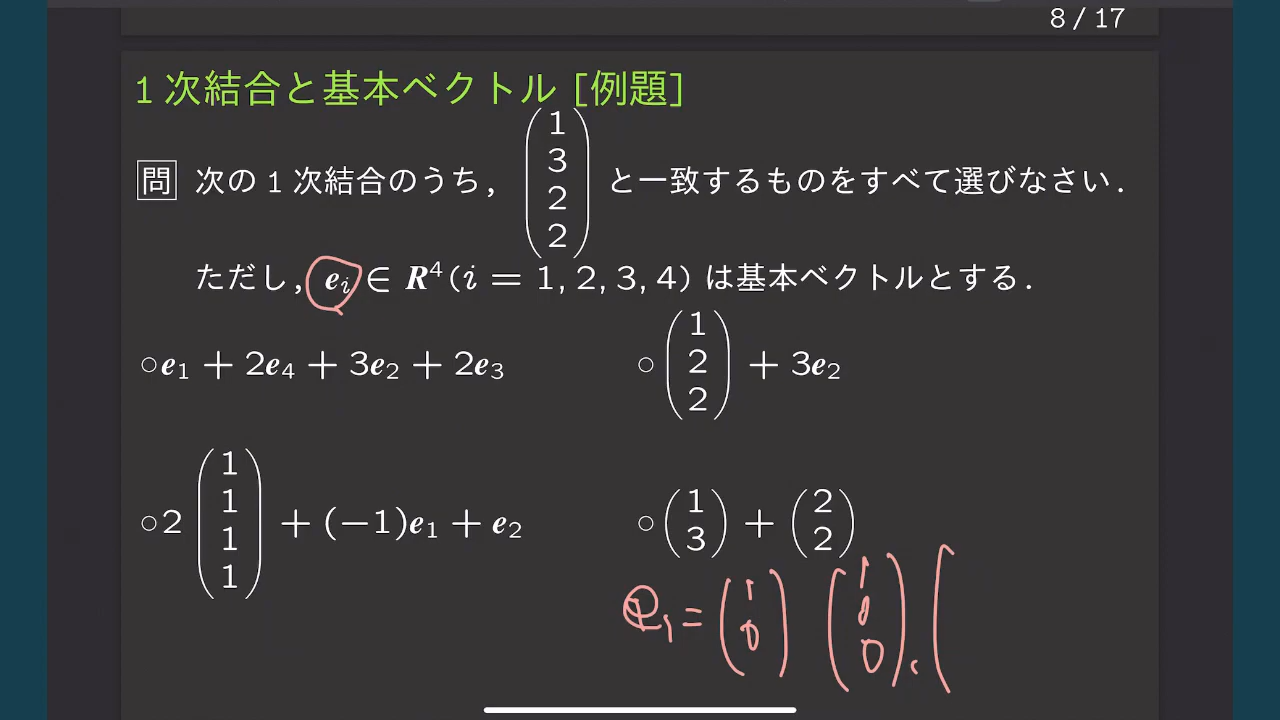 8 / 17
1 次結合と基本ベクトル [例題]
問 次の 1 次結合のうち, (1 3 2 2) と一致するものをすべて選びなさい.
ただし, e_i ∈ R^4 (i = 1, 2, 3, 4) は基本ベクトルとする.
○e_1 + 2e_4 + 3e_2 + 2e_3
○(1 2 2) + 3e_2
○2(1 1 1 1) + (−1)e_1 + e_2
○(1 3) + (2 2)
e_1 = (1 0) (1 0 0), (